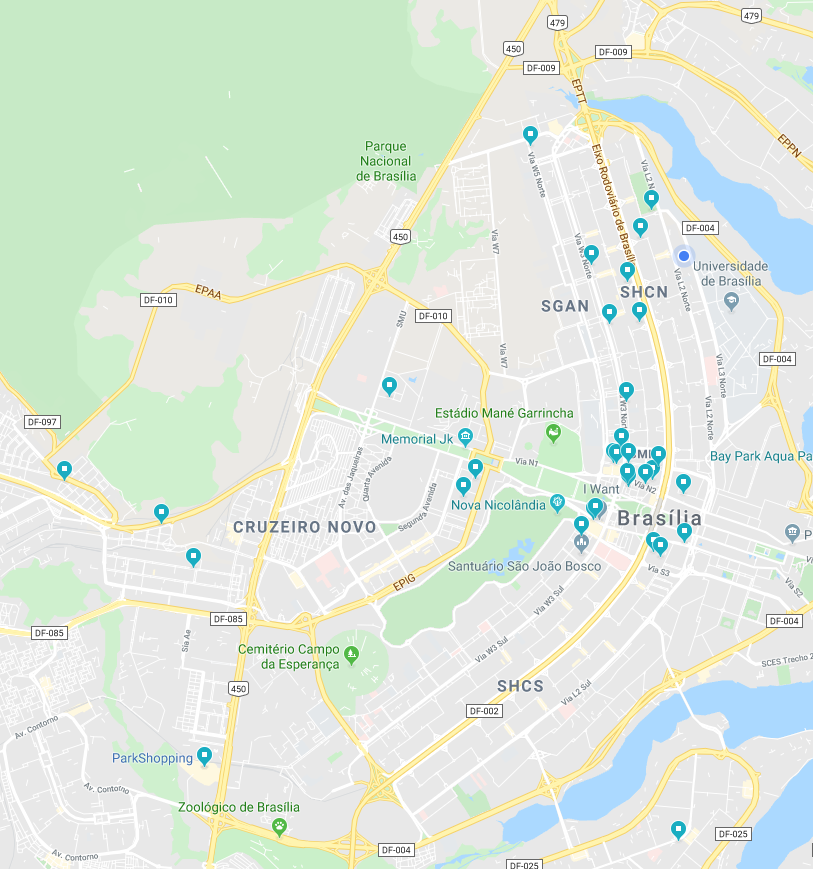 479
479
450
DF-009
DF-009
EPTT
EPPN
Parque
Nacional
de Brasília
Via W5 Norte
Eixo Rodoviário de Brasíli
Via L2 N
DF-004
450
Via W7
Via W3 Norte
Universidade
de Brasília
EPAA
DF-010
SHCN
Via L2 Norte
SGAN
DF-010
SMU
Via W7
DF-004
Via L3 Norte
Estádio Mané Garrincha
DF-097
Via W3 Norte
Via L2 Norte
Memorial Jk
Bay Park Aqua Pa
Via N1
Av. das Jaqueiras
Quarta Avenida
Segunda Avenida
I Want
Via N2
Nova Nicolândia
Brasília
CRUZEIRO NOVO
P
Santuário São João Bosco
Via S3
EPIG
Via S2
Via W3 Sul
DF-085
DF-085
DF-004
Sia Ae
Via W3 Sul
Cemitério Campo
da Esperança
SCES Trecho 2
450
SHCS
Via L2 Sul
DF-002
Av. Contorno
ParkShopping
Av. Contorno
Zoológico de Brasília
DF-025
DF-004
Av. Contorno
DF-025